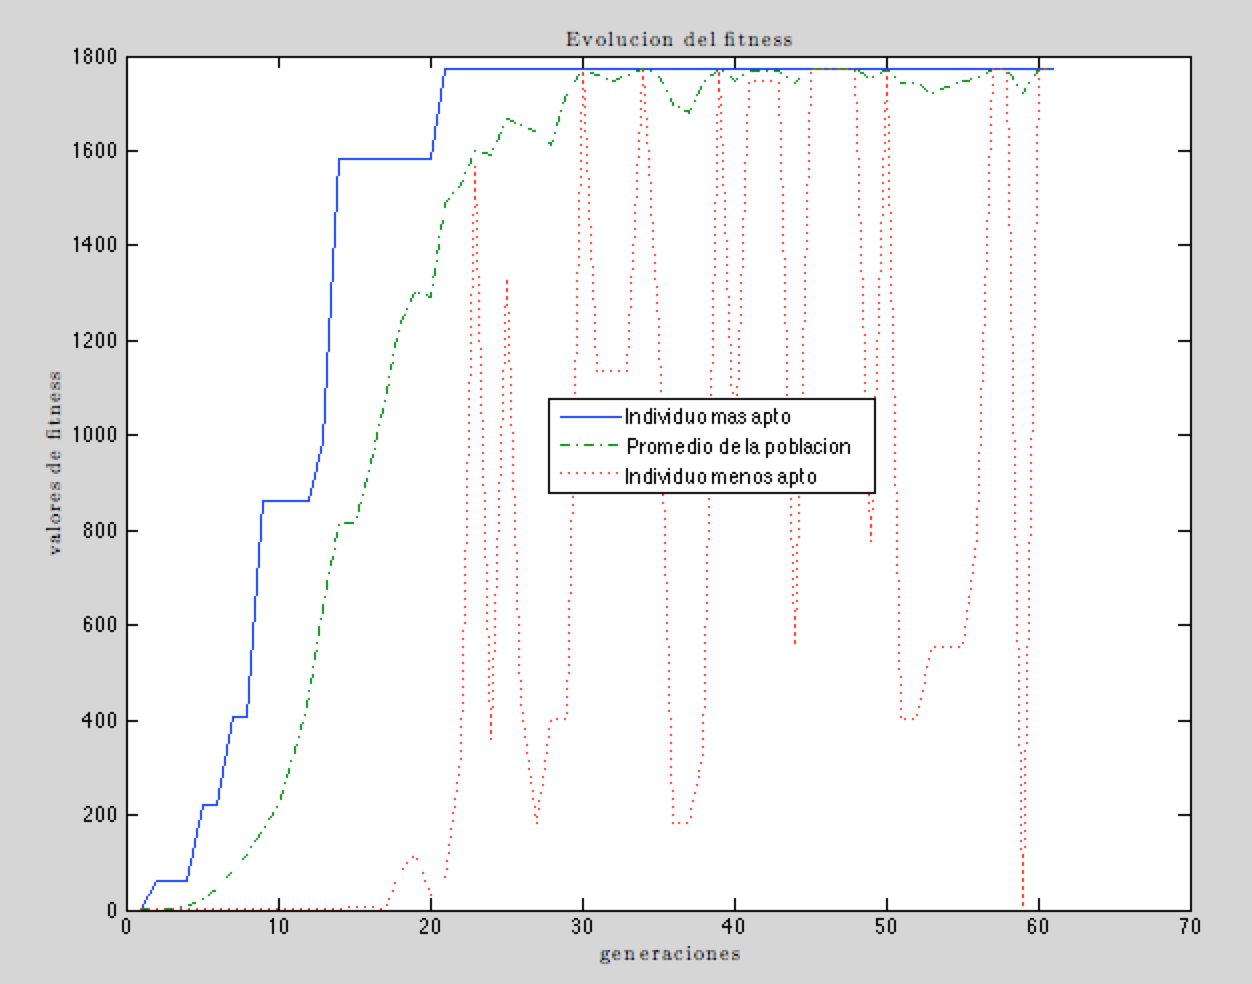 Evolucion del fitness
1800
1600
1400
1200
1000
800
600
400
200
0
valores de fitness
Individuo mas apto
Promedio de la poblacion
Individuo menos apto
0 10 20 30 40 50 60 70
generaciones